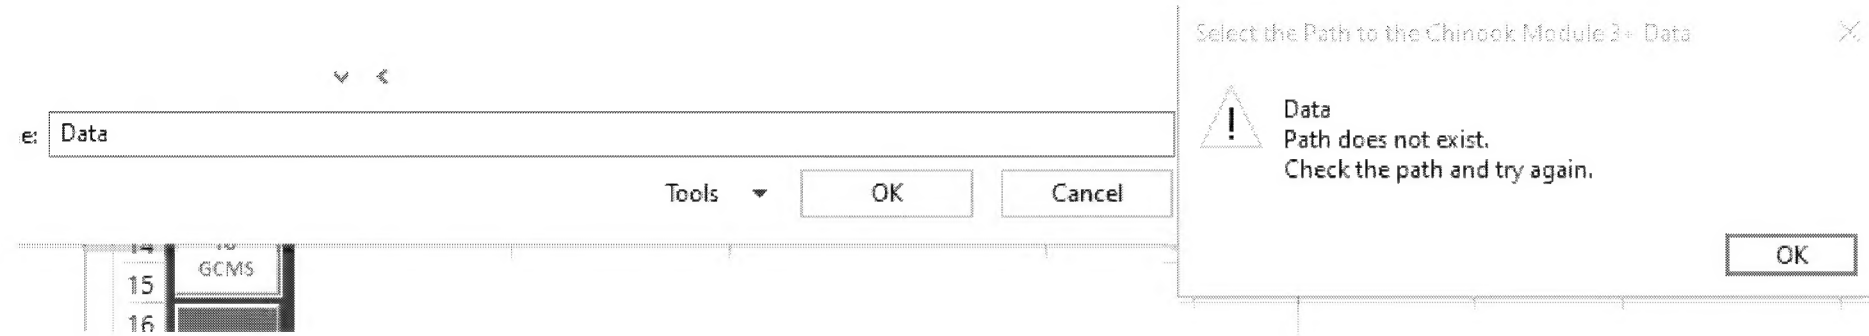 e: Data
Tools
OK
Cancel
14
GCMS
15
16
Select the Path to the Chinook Module 3+ Data
!
Data
Path does not exist.
Check the path and try again.
OK